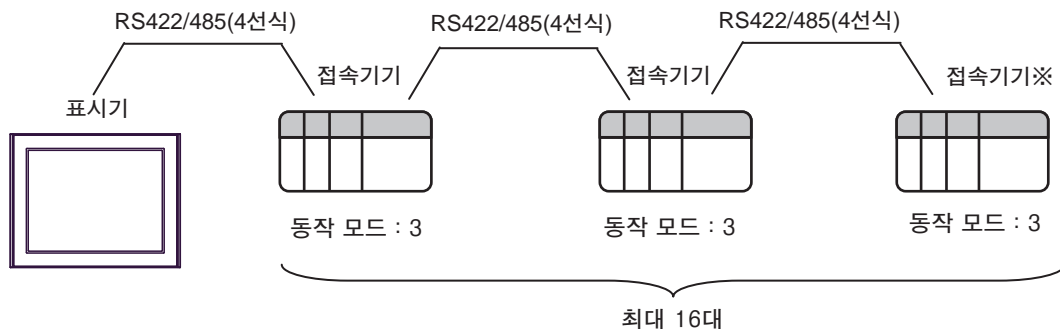 RS422/485(4선식) RS422/485(4선식) RS422/485(4선식)
표시기 접속기기 접속기기 접속기기※
동작 모드 : 3 동작 모드 : 3 동작 모드 : 3
최대 16대